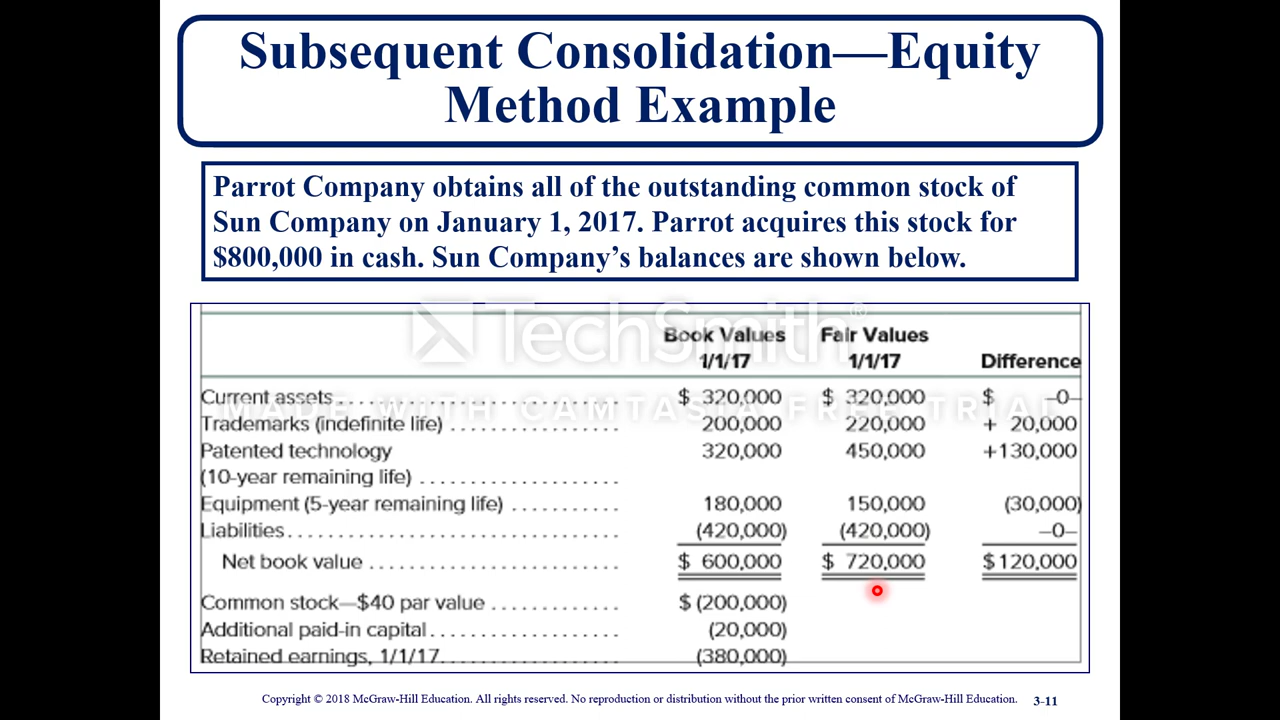 Subsequent Consolidation—Equity
Method Example
Parrot Company obtains all of the outstanding common stock of
Sun Company on January 1, 2017. Parrot acquires this stock for
$800,000 in cash. Sun Company’s balances are shown below.
TechSmith®
MADE WITH CAMTASIA FREE TRIAL
Book Values Fair Values
1/1/17 1/1/17 Difference
Current assets . . . . . . . . . . . . . . . . . . . . . . . . . . . $ 320,000 $ 320,000 $ –0–
Trademarks (indefinite life) . . . . . . . . . . . . . . . . 200,000 220,000 + 20,000
Patented technology 320,000 450,000 +130,000
(10-year remaining life) . . . . . . . . . . . . . . . . . . .
Equipment (5-year remaining life) . . . . . . . . . . 180,000 150,000 (30,000)
Liabilities . . . . . . . . . . . . . . . . . . . . . . . . . . . . . . (420,000) (420,000) –0–
Net book value . . . . . . . . . . . . . . . . . . . . . . . $ 600,000 $ 720,000 $120,000
Common stock—$40 par value . . . . . . . . . . . . $ (200,000)
Additional paid-in capital . . . . . . . . . . . . . . . . . (20,000)
Retained earnings, 1/1/17. . . . . . . . . . . . . . . . . (380,000)
Copyright © 2018 McGraw-Hill Education. All rights reserved. No reproduction or distribution without the prior written consent of McGraw-Hill Education. 3-11